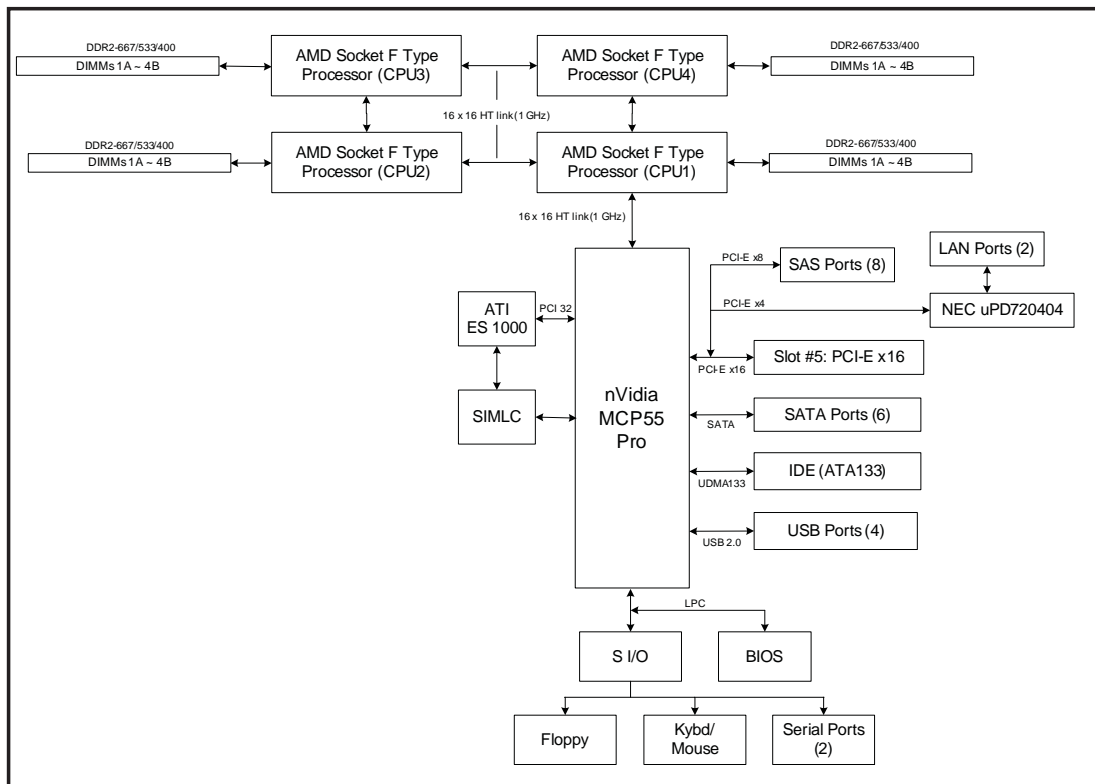 DDR2-667/533/400
DIMMs 1A ~ 4B
AMD Socket F Type
Processor (CPU3)
AMD Socket F Type
Processor (CPU4)
DDR2-667/533/400
DIMMs 1A ~ 4B
16 x 16 HT link(1 GHz)
DDR2-667/533/400
DIMMs 1A ~ 4B
AMD Socket F Type
Processor (CPU2)
AMD Socket F Type
Processor (CPU1)
DDR2-667/533/400
DIMMs 1A ~ 4B
16 x 16 HT link(1 GHz)
PCI-E x8
SAS Ports (8)
LAN Ports (2)
ATI
ES 1000
PCI 32
PCI-E x4
NEC uPD720404
Slot #5: PCI-E x16
PCI-E x16
nVidia
MCP55
Pro
SIMLC
SATA Ports (6)
SATA
IDE (ATA133)
UDMA133
USB Ports (4)
USB 2.0
LPC
S I/O
BIOS
Floppy
Kybd/
Mouse
Serial Ports
(2)